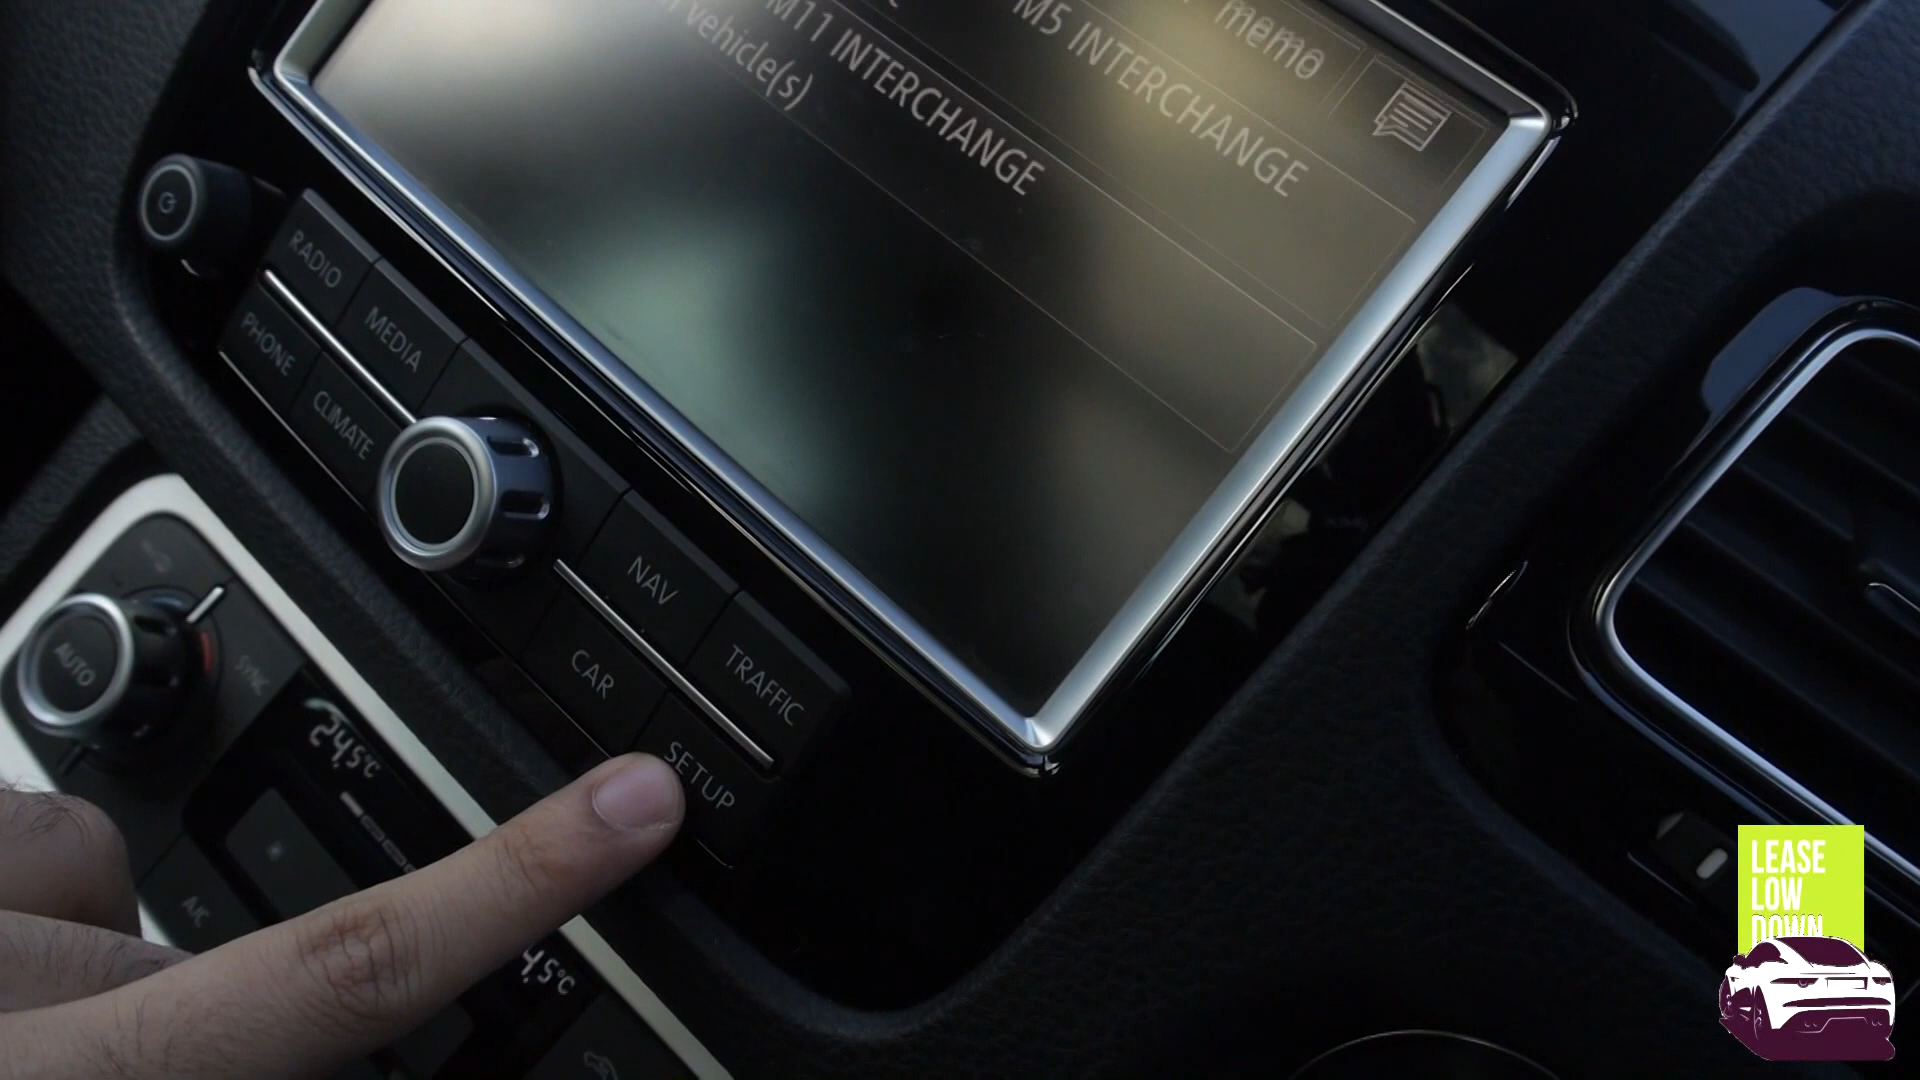 memo
M5 INTERCHANGE
M11 INTERCHANGE
vehicle(s)
RADIO
MEDIA
PHONE
CLIMATE
NAV
TRAFFIC
CAR
SETUP
AUTO
SYNC
24.5°C
A/C
4.5°C
LEASE
LOW
DOWN